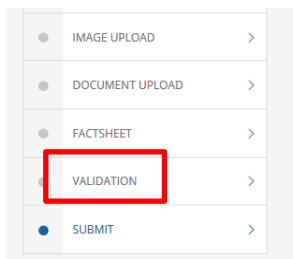 IMAGE UPLOAD
DOCUMENT UPLOAD
FACTSHEET
VALIDATION
SUBMIT